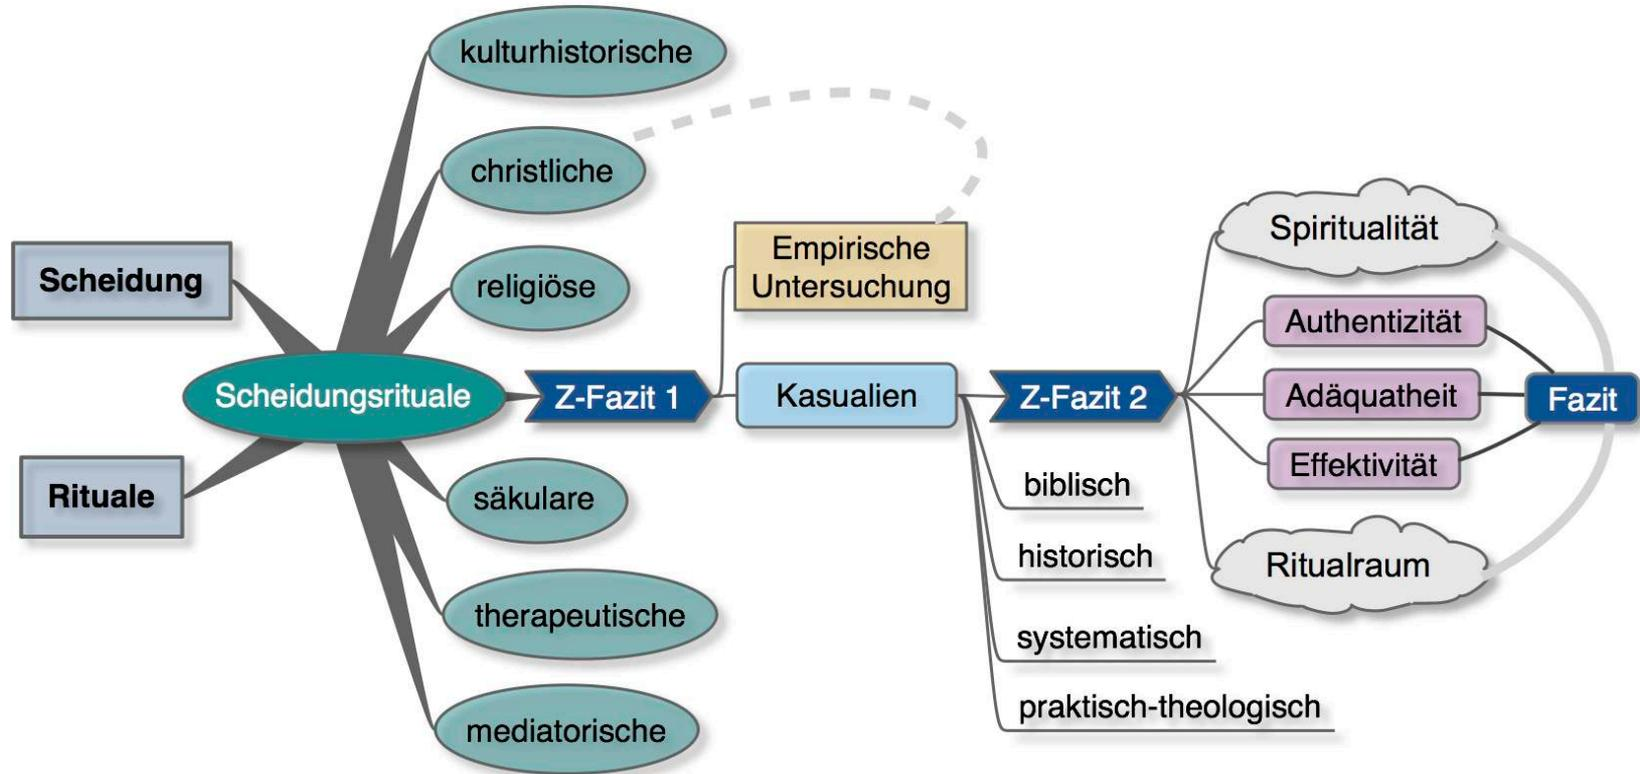 Scheidung
Rituale
Scheidungsrituale
kulturhistorische
christliche
religiöse
säkulare
therapeutische
mediatorische
Z-Fazit 1
Empirische
Untersuchung
Kasualien
Z-Fazit 2
biblisch
historisch
systematisch
praktisch-theologisch
Spiritualität
Authentizität
Adäquatheit
Effektivität
Ritualraum
Fazit